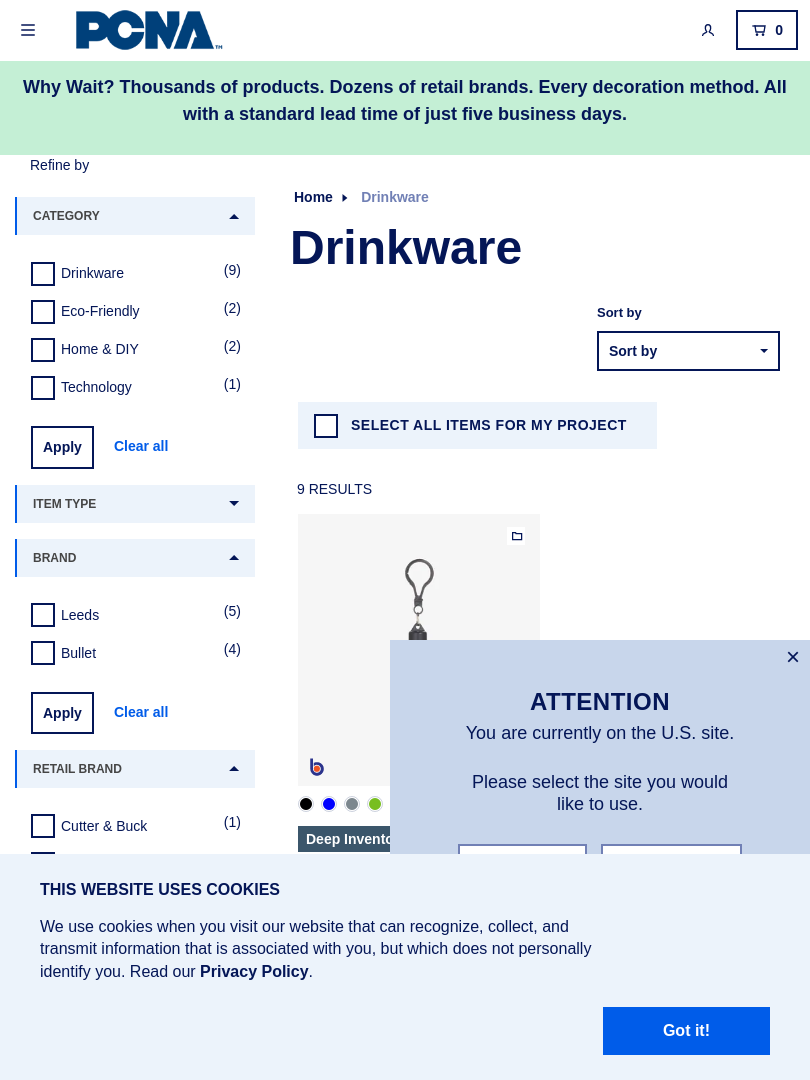 PCNA™
0
Why Wait? Thousands of products. Dozens of retail brands. Every decoration method. All
with a standard lead time of just five business days.
Refine by
CATEGORY
Drinkware (9)
Eco-Friendly (2)
Home & DIY (2)
Technology (1)
Apply Clear all
ITEM TYPE
BRAND
Leeds (5)
Bullet (4)
Apply Clear all
RETAIL BRAND
Cutter & Buck (1)
Home Drinkware
Drinkware
Sort by
Sort by
SELECT ALL ITEMS FOR MY PROJECT
9 RESULTS
b
Deep Invento
ATTENTION
You are currently on the U.S. site.
Please select the site you would
like to use.
THIS WEBSITE USES COOKIES
We use cookies when you visit our website that can recognize, collect, and
transmit information that is associated with you, but which does not personally
identify you. Read our Privacy Policy.
Got it!